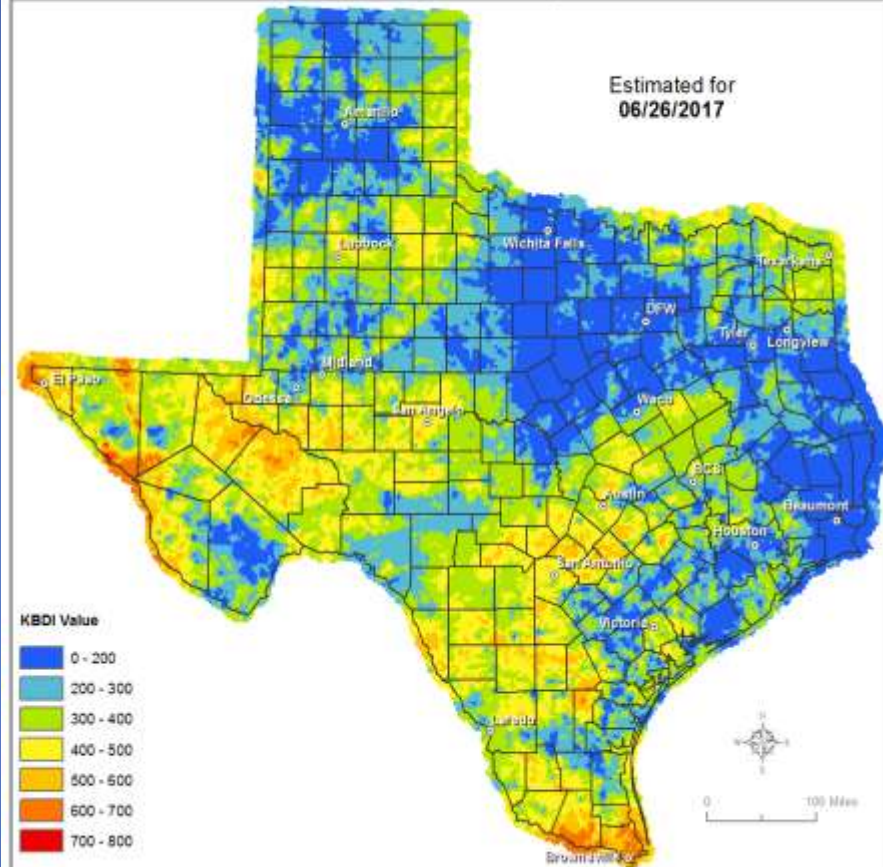 Estimated for
06/26/2017
Amarillo
Lubbock
Wichita Falls
Texarkana
DFW
Tyler
Longview
Midland
El Paso
Odessa
San Angelo
Waco
BCS
Austin
Beaumont
Houston
San Antonio
Victoria
Laredo
Brownsville
KBDI Value
0 - 200
200 - 300
300 - 400
400 - 500
500 - 600
600 - 700
700 - 800
0 100 Miles